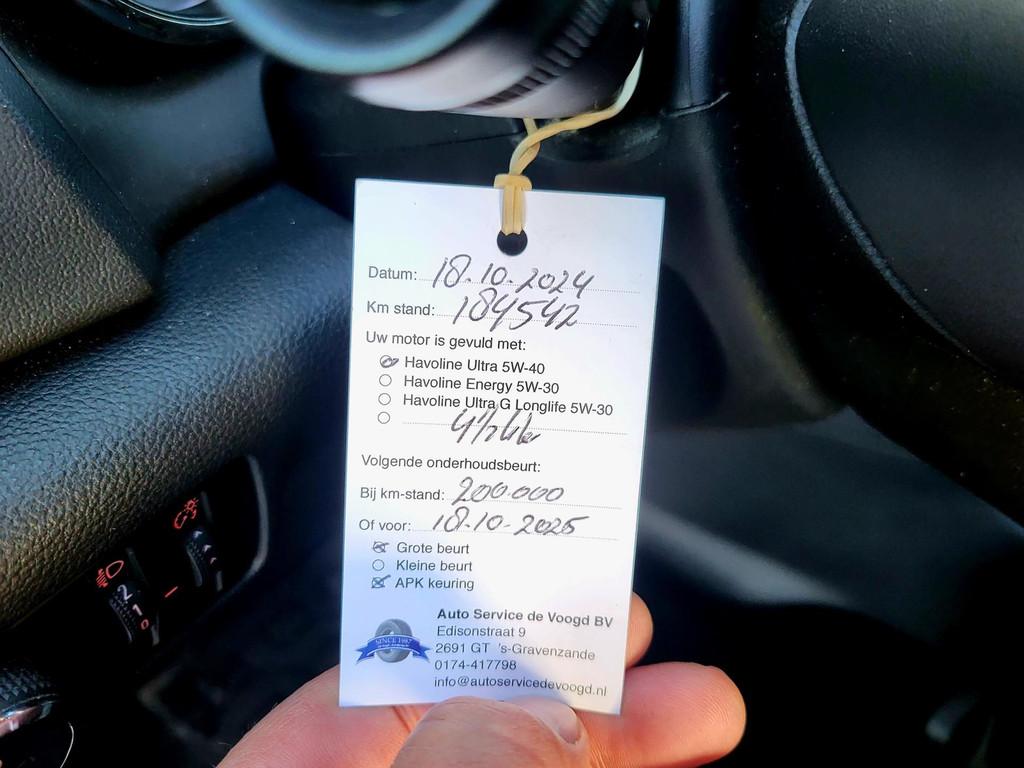 Datum: 18.10.2024
Km stand: 184542
Uw motor is gevuld met:
Havoline Ultra 5W-40
Havoline Energy 5W-30
Havoline Ultra G Longlife 5W-30
Volgende onderhoudsbeurt:
Bij km-stand: 200.000
Of voor: 18-10-2025
Grote beurt
Kleine beurt
APK keuring
SINCE 1987
Auto Service de Voogd BV
Edisonstraat 9
2691 GT 's-Gravenzande
0174-417798
info@autoservicedevoogd.nl
2 1 0